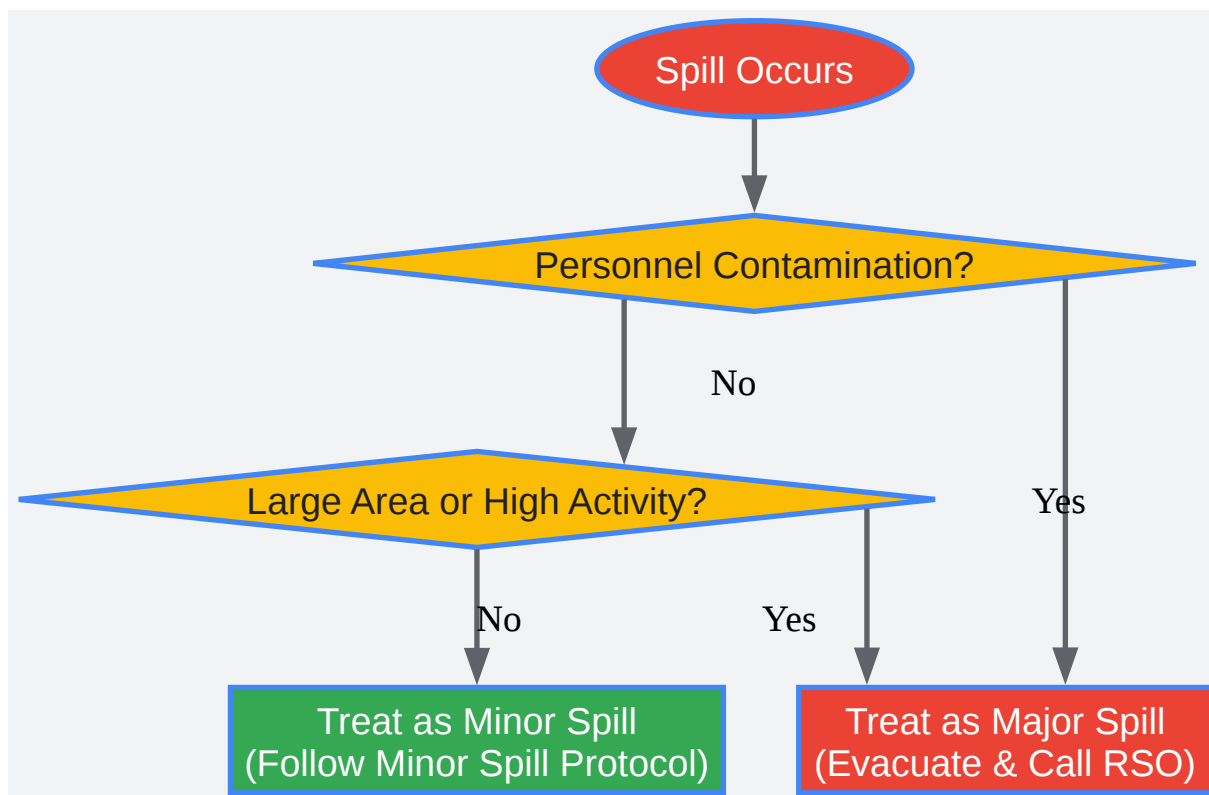 Spill Occurs
Personnel Contamination?
No
Large Area or High Activity?
Yes
No
Yes
Treat as Minor Spill
(Follow Minor Spill Protocol)
Treat as Major Spill
(Evacuate & Call RSO)